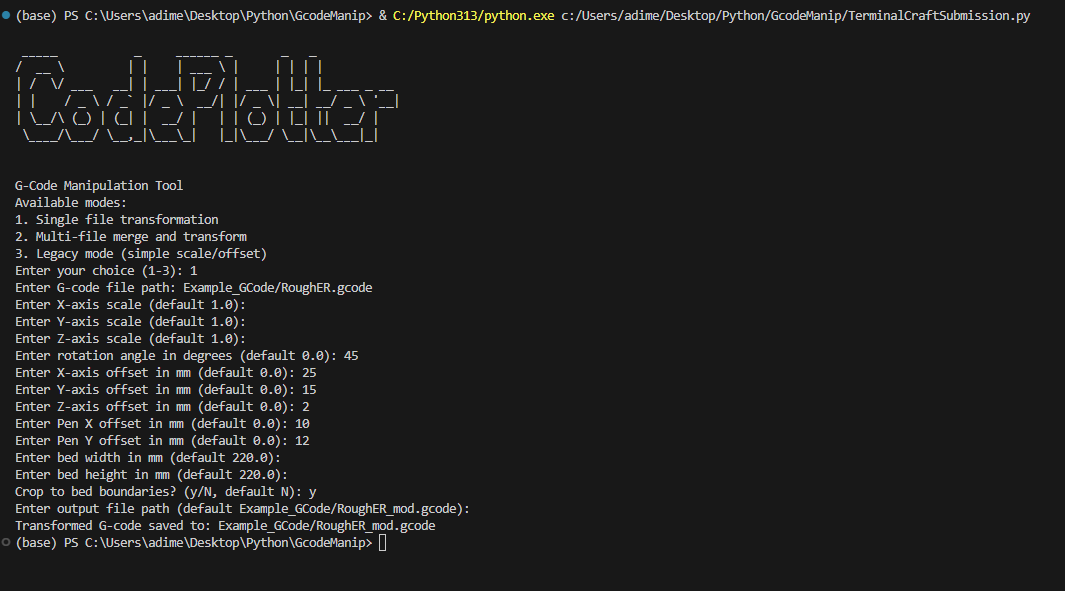 (base) PS C:\Users\adime\Desktop\Python\GcodeManip> & C:/Python313/python.exe c:/Users/adime/Desktop/Python/GcodeManip/TerminalCraftSubmission.py
CodePlotter
G-Code Manipulation Tool
Available modes:
1. Single file transformation
2. Multi-file merge and transform
3. Legacy mode (simple scale/offset)
Enter your choice (1-3): 1
Enter G-code file path: Example_GCode/RoughER.gcode
Enter X-axis scale (default 1.0):
Enter Y-axis scale (default 1.0):
Enter Z-axis scale (default 1.0):
Enter rotation angle in degrees (default 0.0): 45
Enter X-axis offset in mm (default 0.0): 25
Enter Y-axis offset in mm (default 0.0): 15
Enter Z-axis offset in mm (default 0.0): 2
Enter Pen X offset in mm (default 0.0): 10
Enter Pen Y offset in mm (default 0.0): 12
Enter bed width in mm (default 220.0):
Enter bed height in mm (default 220.0):
Crop to bed boundaries? (y/N, default N): y
Enter output file path (default Example_GCode/RoughER_mod.gcode):
Transformed G-code saved to: Example_GCode/RoughER_mod.gcode
(base) PS C:\Users\adime\Desktop\Python\GcodeManip>